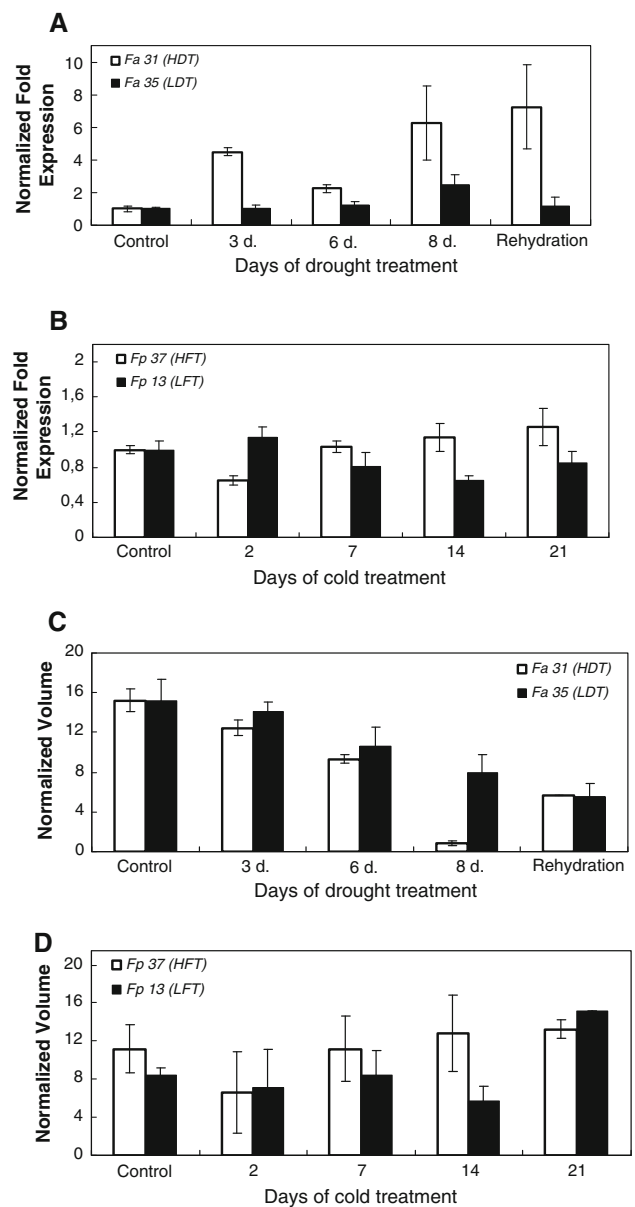 A
Normalized Fold
Expression
10
8
6
4
2
0
Fa 31 (HDT)
Fa 35 (LDT)
Control
3 d.
6 d.
8 d.
Rehydration
Days of drought treatment
B
Normalized Fold
Expression
2
1,6
1,2
0,8
0,4
0
Fp 37 (HFT)
Fp 13 (LFT)
Control
2
7
14
21
Days of cold treatment
C
Normalized Volume
20
16
12
8
4
0
Fa 31 (HDT)
Fa 35 (LDT)
Control
3 d.
6 d.
8 d.
Rehydration
Days of drought treatment
D
Normalized Volume
20
16
12
8
4
0
Fp 37 (HFT)
Fp 13 (LFT)
Control
2
7
14
21
Days of cold treatment